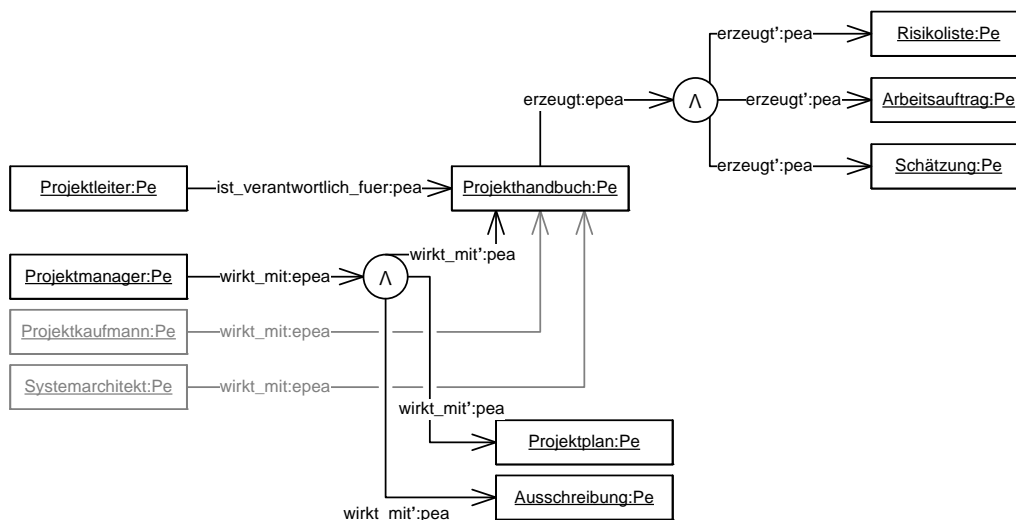 erzeugt':pea
Risikoliste:Pe
erzeugt:epea
Λ
erzeugt':pea
Arbeitsauftrag:Pe
erzeugt':pea
Schätzung:Pe
Projektleiter:Pe
ist_verantwortlich_fuer:pea
Projekthandbuch:Pe
wirkt_mit':pea
Projektmanager:Pe
wirkt_mit:epea
Λ
Projektkaufmann:Pe
wirkt_mit:epea
Systemarchitekt:Pe
wirkt_mit:epea
wirkt_mit':pea
Projektplan:Pe
Ausschreibung:Pe
wirkt_mit':pea